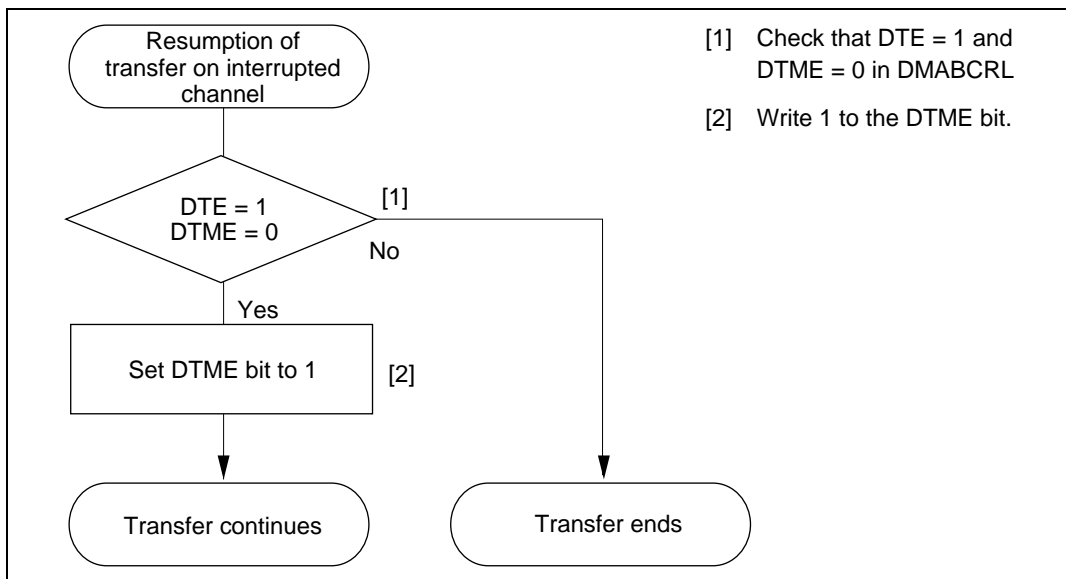 Resumption of
transfer on interrupted
channel
[1] Check that DTE = 1 and
DTME = 0 in DMABCRL
[2] Write 1 to the DTME bit.
DTE = 1
DTME = 0
[1]
No
Yes
Set DTME bit to 1
[2]
Transfer continues
Transfer ends